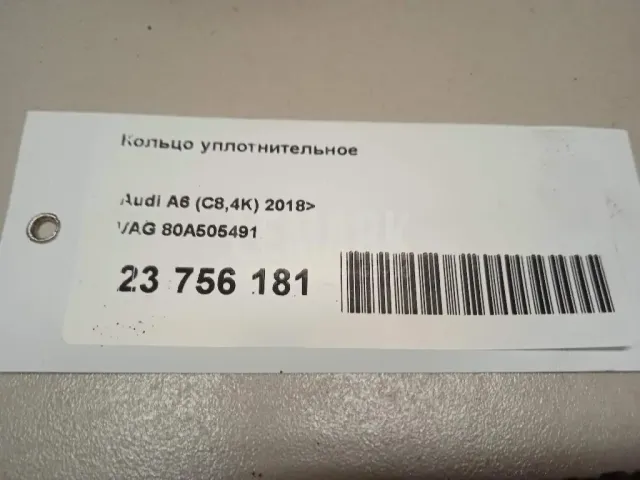 Кольцо уплотнительное
Audi A6 (C8,4K) 2018>
VAG 80A505491
23 756 181